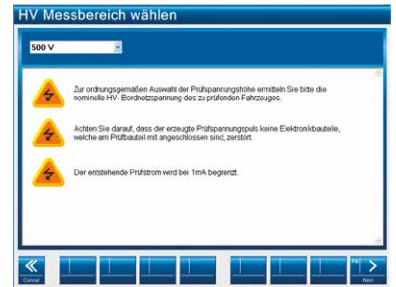 HV Messbereich wählen
500 V
Zur ordnungsgemäßen Auswahl der Prüfspannungshöhe ermitteln Sie bitte die
nominelle HV- Bordnetzspannung des zu prüfenden Fahrzeuges.
Achten Sie darauf, dass der erzeugte Prüfspannungspuls keine Elektronikbauteile,
welche am Prüfbauteil mit angeschlossen sind, zerstört.
Der entstehende Prüfstrom wird bei 1mA begrenzt.
Cancel
F8
Next